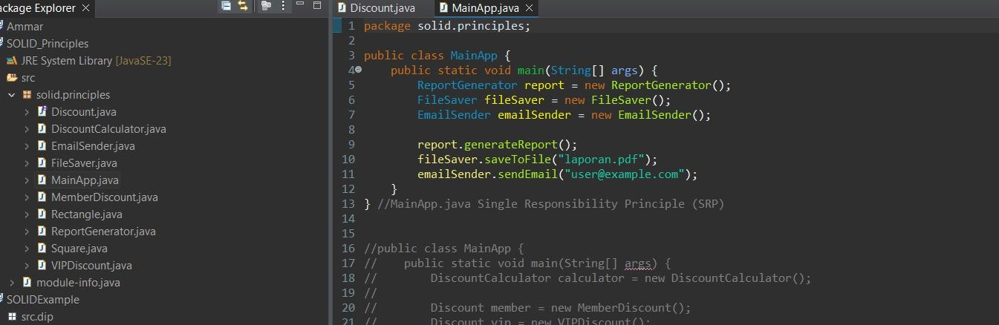 ackage Explorer
Ammar
SOLID_Principles
JRE System Library [JavaSE-23]
src
solid.principles
Discount.java
DiscountCalculator.java
EmailSender.java
FileSaver.java
MainApp.java
MemberDiscount.java
Rectangle.java
ReportGenerator.java
Square.java
VIPDiscount.java
module-info.java
SOLIDExample
src.dip
Discount.java MainApp.java
1 package solid.principles;
2
3 public class MainApp {
4 public static void main(String[] args) {
5 ReportGenerator report = new ReportGenerator();
6 FileSaver fileSaver = new FileSaver();
7 EmailSender emailSender = new EmailSender();
8
9 report.generateReport();
10 fileSaver.saveToFile("laporan.pdf");
11 emailSender.sendEmail("user@example.com");
12 }
13 } //MainApp.java Single Responsibility Principle (SRP)
14
15
16 //public class MainApp {
17 // public static void main(String[] args) {
18 // DiscountCalculator calculator = new DiscountCalculator();
19 //
20 // Discount member = new MemberDiscount();
21 // Discount vip = new VIPDiscount();